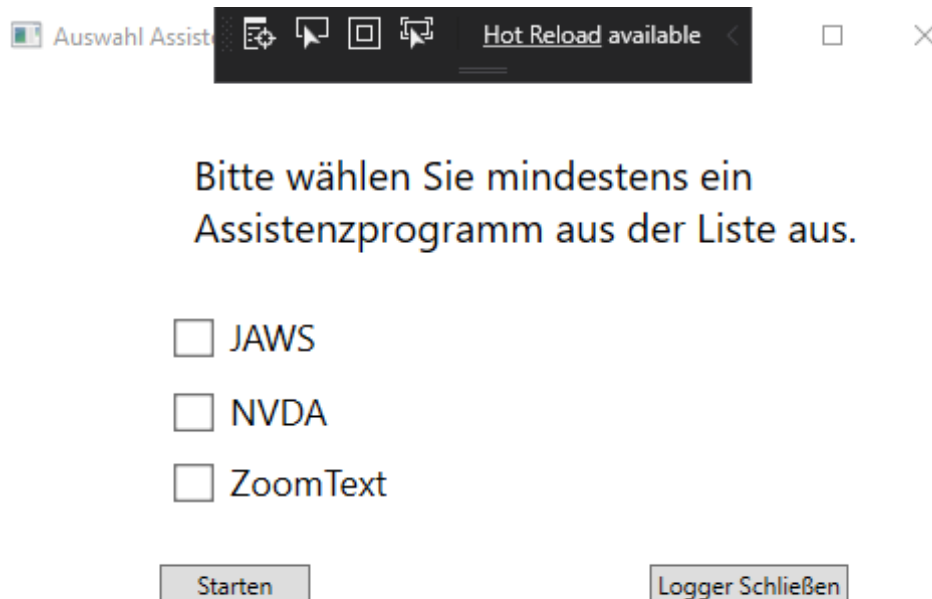 Auswahl
Hot Reload available
Bitte wählen Sie mindestens ein
Assistenzprogramm aus der Liste aus.
JAWS
NVDA
ZoomText
Starten
Logger Schließen